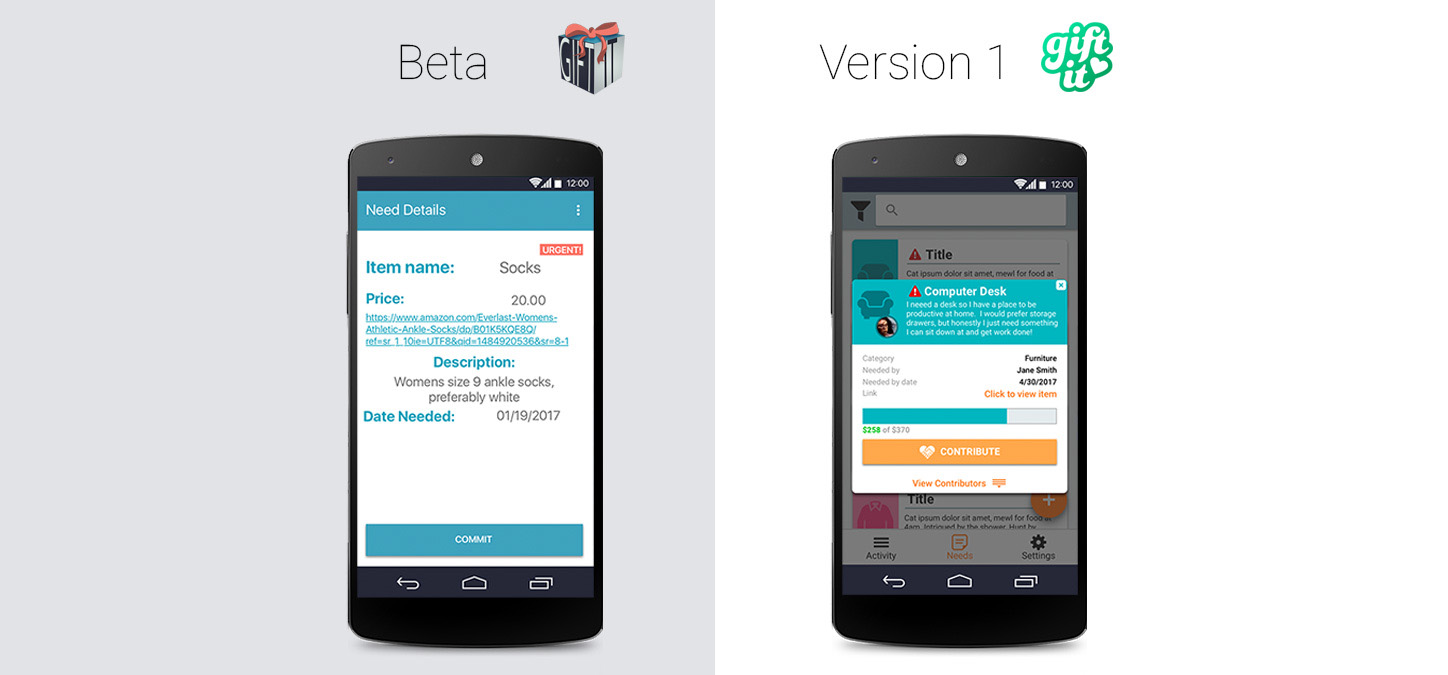 Beta
GIFT IT
Version 1
gift
it
12:00
Need Details
URGENT!
Item name: Socks
Price: 20.00
https://www.amazon.com/Everlast-Womens-
Athletic-Ankle-Socks/dp/B01K5KQE8Q/
ref=sr_1_10ie=UTF8&qid=1484920536&sr=8-1
Description:
Womens size 9 ankle socks,
preferably white
Date Needed: 01/19/2017
COMMIT
12:00
Title
Cat ipsum dolor sit amet, mewl for food at
Computer Desk
I neeed a desk so I have a place to be
productive at home. I would prefer storage
drawers, but honestly I just need something
I can sit down at and get work done!
Category Furniture
Needed by Jane Smith
Needed by date 4/30/2017
Link Click to view item
$258 of $370
CONTRIBUTE
View Contributors
Title
Cat ipsum dolor sit amet, mewl for food at
4am. Intrigued by the shower. Hunt by
Activity Needs Settings